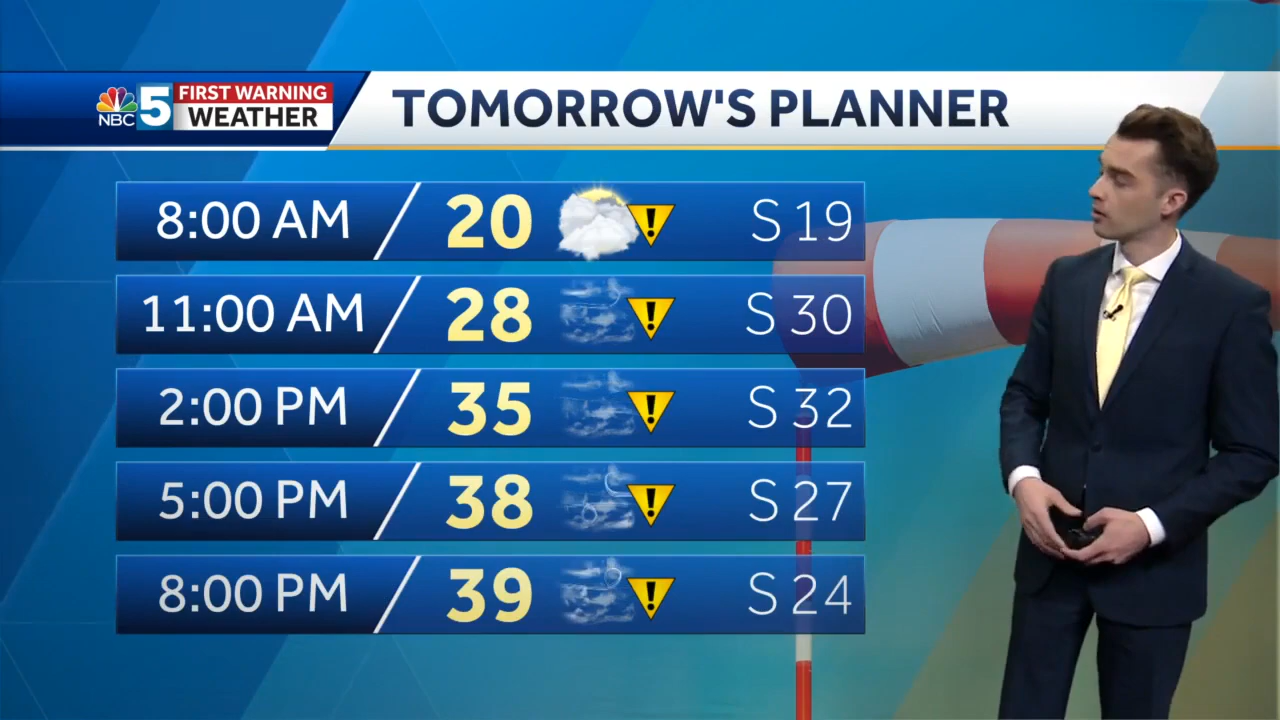 NBC 5 FIRST WARNING WEATHER
TOMORROW'S PLANNER
8:00 AM 20 ! S 19
11:00 AM 28 ! S 30
2:00 PM 35 ! S 32
5:00 PM 38 ! S 27
8:00 PM 39 ! S 24